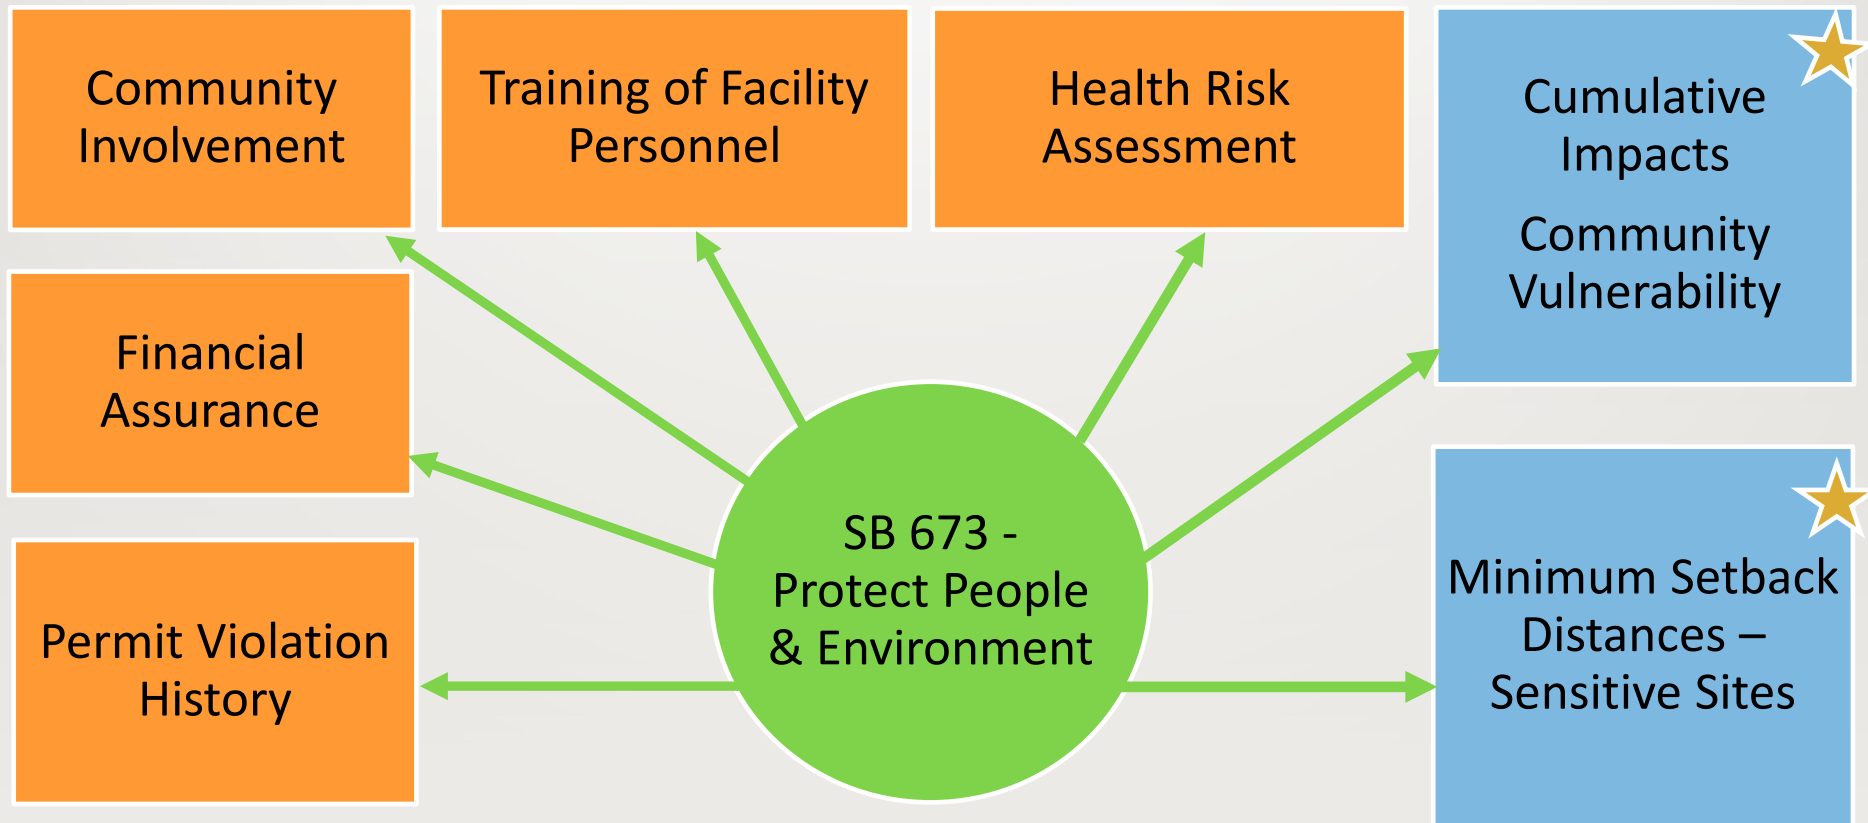 Community
Involvement
Training of Facility
Personnel
Health Risk
Assessment
Cumulative
Impacts
Community
Vulnerability
Financial
Assurance
Permit Violation
History
SB 673 -
Protect People
& Environment
Minimum Setback
Distances –
Sensitive Sites